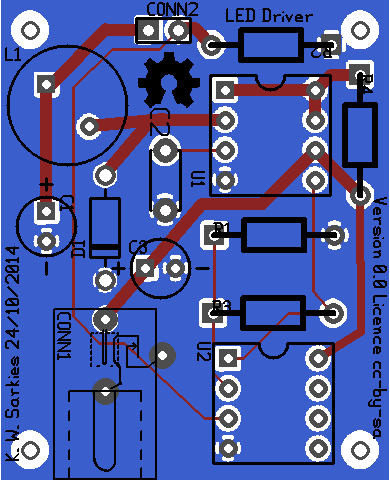 CONN2
LED Driver
R2
L1
R4
C2
U1
+
C1
-
D1
R1
C3
+
-
R3
U2
CONN1
K. W. Sarkies 24/10/2014
Version 0.0 Licence cc-by-sa